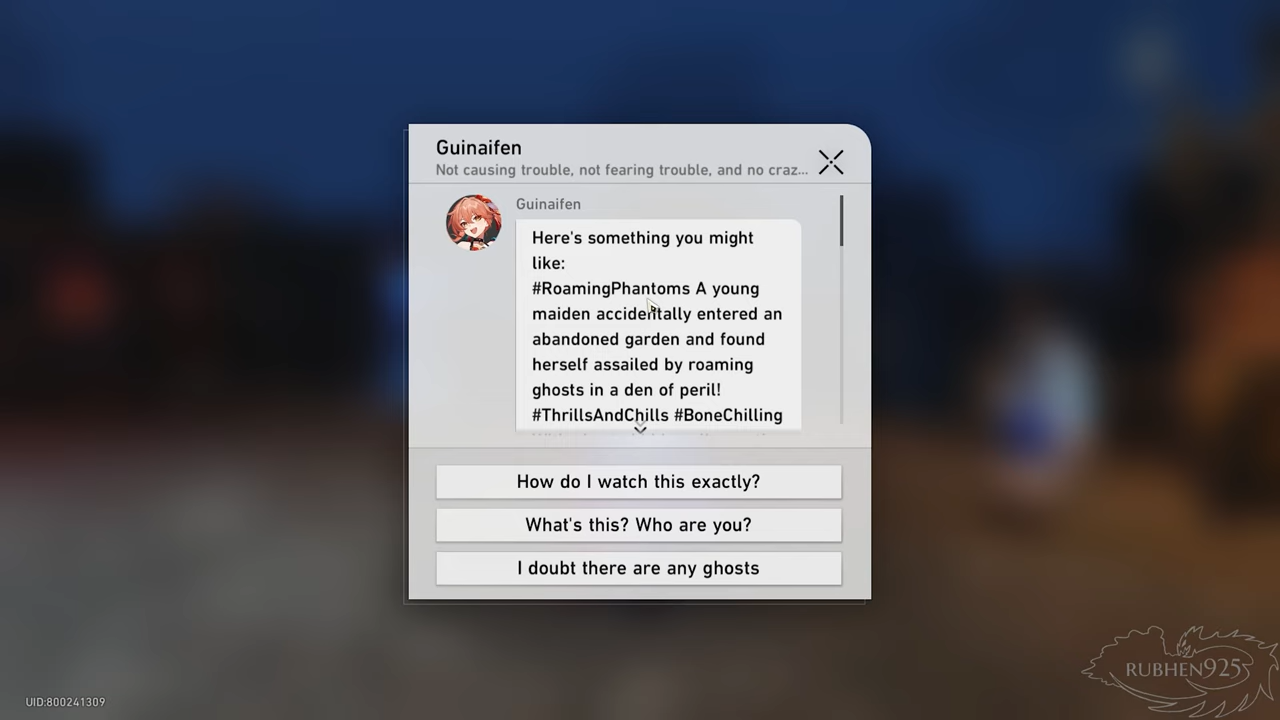 Guinaifen
Not causing trouble, not fearing trouble, and no craz...
Guinaifen
Here's something you might
like:
#RoamingPhantoms A young
maiden accidentally entered an
abandoned garden and found
herself assailed by roaming
ghosts in a den of peril!
#ThrillsAndChills #BoneChilling
How do I watch this exactly?
What's this? Who are you?
I doubt there are any ghosts
RUBHEN925
UID:800241309